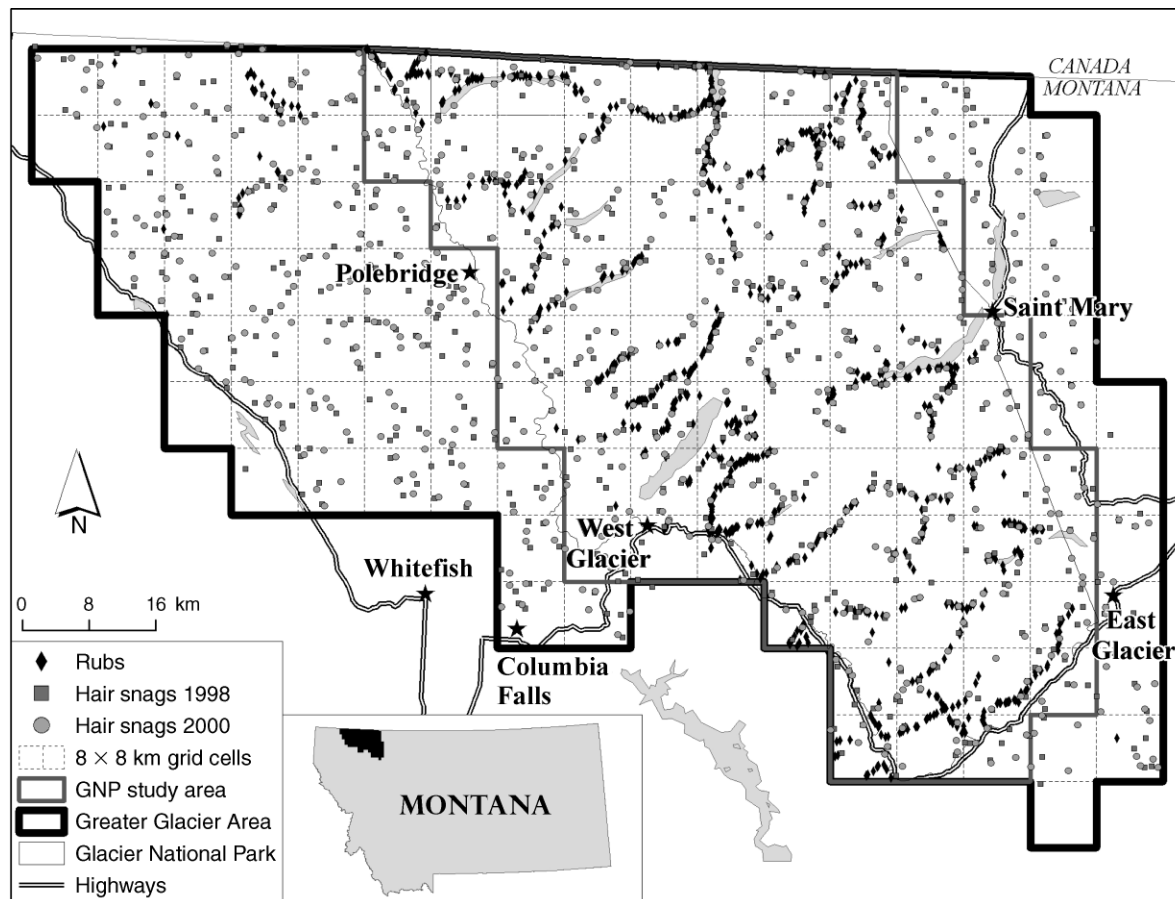 CANADA
MONTANA
Polebridge
Saint Mary
West
Glacier
Whitefish
Columbia
Falls
East
Glacier
N
0 8 16 km
Rubs
Hair snags 1998
Hair snags 2000
8 × 8 km grid cells
GNP study area
Greater Glacier Area
Glacier National Park
Highways
MONTANA